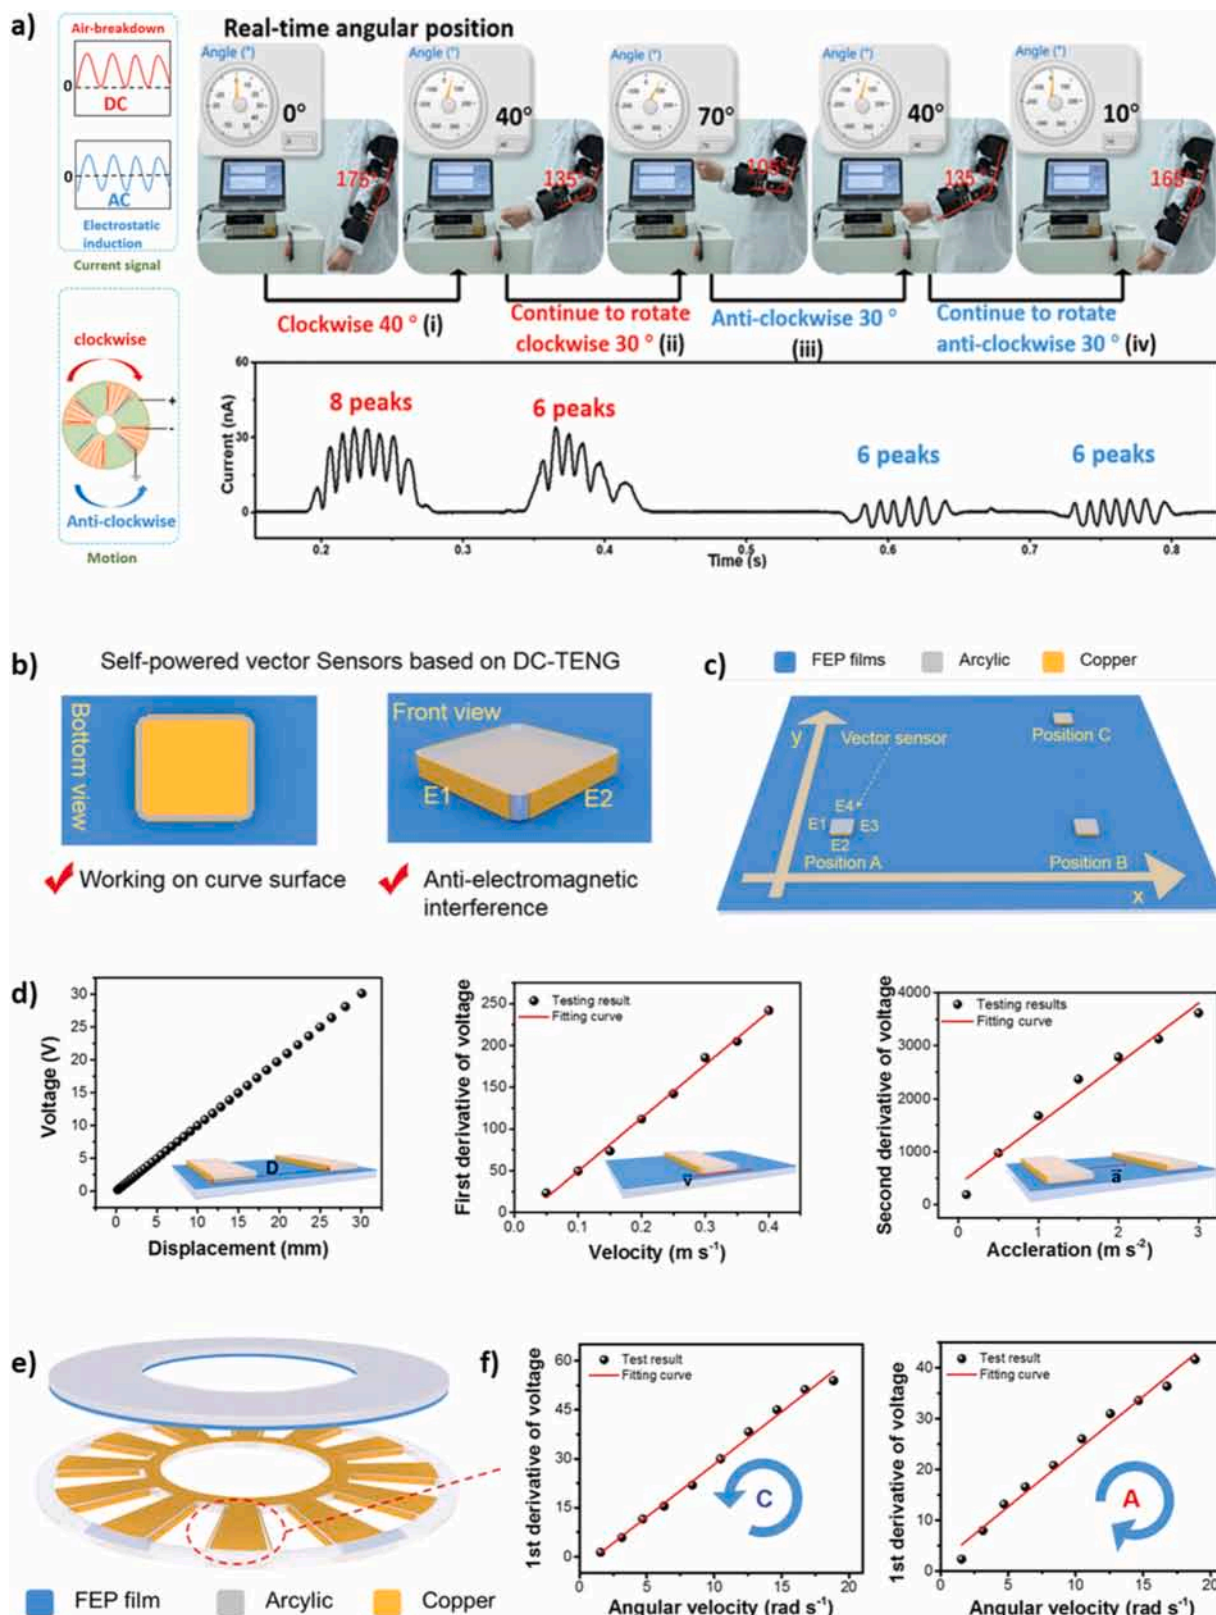 a)
Air-breakdown
0
DC
0
AC
Electrostatic
induction
Current signal
Real-time angular position
Angle (°)
0°
175°
Angle (°)
40°
135°
Angle (°)
70°
105°
Angle (°)
40°
135°
Angle (°)
10°
165°
Clockwise 40 ° (i)
Continue to rotate
clockwise 30 ° (ii)
Anti-clockwise 30 °
(iii)
Continue to rotate
anti-clockwise 30 ° (iv)
clockwise
+
-
Anti-clockwise
Motion
60
30
0
Current (nA)
8 peaks
6 peaks
6 peaks
6 peaks
0.2
0.3
0.4
0.5
0.6
0.7
0.8
Time (s)
b)
Self-powered vector Sensors based on DC-TENG
Bottom view
Front view
E1
E2
Working on curve surface
Anti-electromagnetic
interference
c)
FEP films
Arcylic
Copper
y
Vector sensor
Position C
E4
E1
E3
E2
Position A
Position B
x
d)
30
25
20
15
10
5
0
Voltage (V)
D
0
5
10
15
20
25
30
Displacement (mm)
250
200
150
100
50
0
First derivative of voltage
Testing result
Fitting curve
v
0.0
0.1
0.2
0.3
0.4
Velocity (m s⁻¹)
4000
3200
2400
1600
800
0
Second derivative of voltage
Testing results
Fitting curve
a
0
1
2
3
Accleration (m s⁻²)
e)
FEP film
Arcylic
Copper
f)
60
45
30
15
0
1st derivative of voltage
Test result
Fitting curve
C
0
5
10
15
20
Angular velocity (rad s⁻¹)
40
30
20
10
0
1st derivative of voltage
Test result
Fitting curve
A
0
5
10
15
20
Angular velocity (rad s⁻¹)